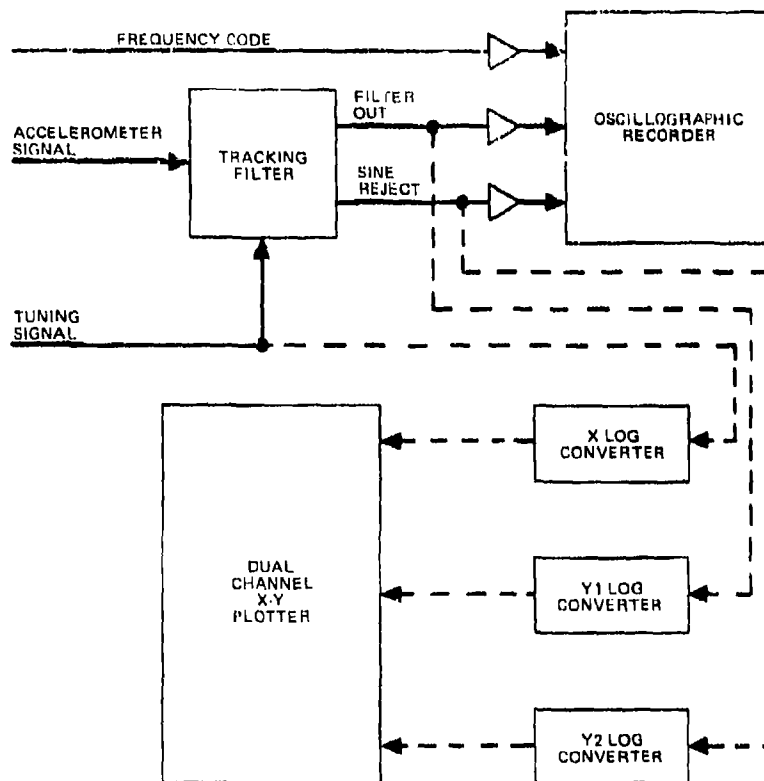 FREQUENCY CODE
ACCELEROMETER
SIGNAL
TRACKING
FILTER
FILTER
OUT
SINE
REJECT
OSCILLOGRAPHIC
RECORDER
TUNING
SIGNAL
X LOG
CONVERTER
DUAL
CHANNEL
X-Y
PLOTTER
Y1 LOG
CONVERTER
Y2 LOG
CONVERTER